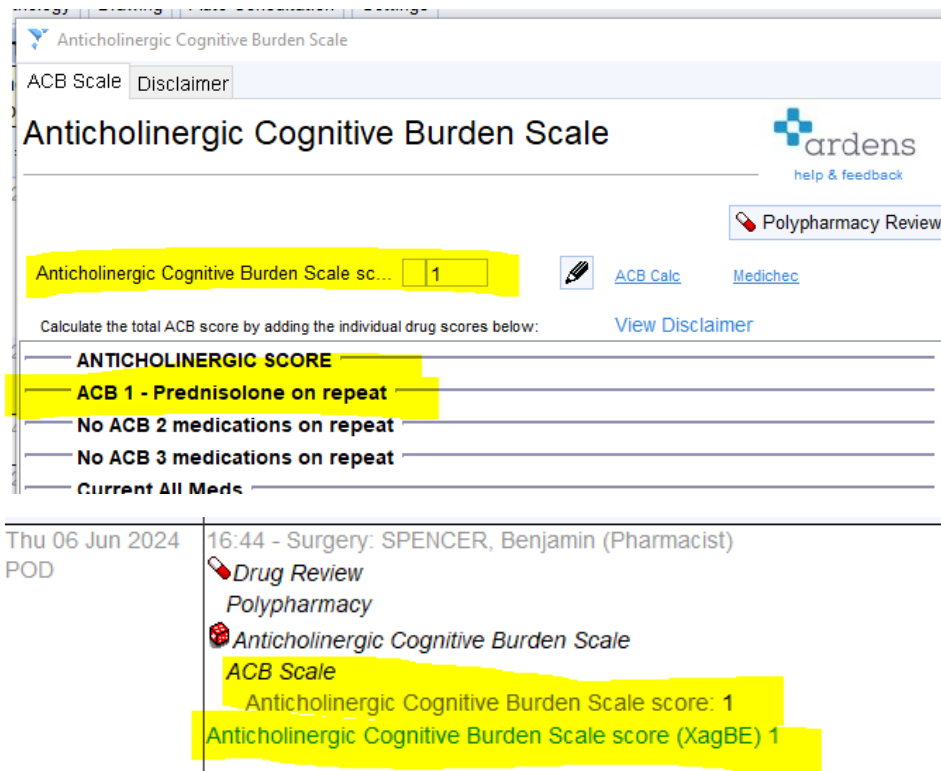 Anticholinergic Cognitive Burden Scale
ACB Scale Disclaimer
Anticholinergic Cognitive Burden Scale
ardens
help & feedback
Polypharmacy Review
Anticholinergic Cognitive Burden Scale sc... 1 ACB Calc Medichec
Calculate the total ACB score by adding the individual drug scores below: View Disclaimer
ANTICHOLINERGIC SCORE
ACB 1 - Prednisolone on repeat
No ACB 2 medications on repeat
No ACB 3 medications on repeat
Current All Meds
Thu 06 Jun 2024 16:44 - Surgery: SPENCER, Benjamin (Pharmacist)
POD Drug Review
Polypharmacy
Anticholinergic Cognitive Burden Scale
ACB Scale
Anticholinergic Cognitive Burden Scale score: 1
Anticholinergic Cognitive Burden Scale score (XagBE) 1